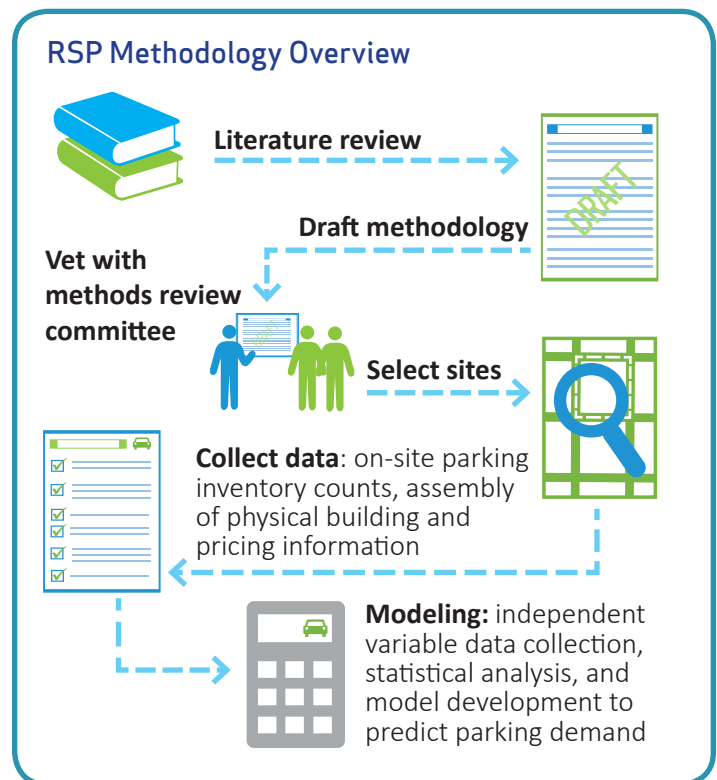 RSP Methodology Overview
Literature review
DRAFT
Draft methodology
Vet with
methods review
committee
DRAFT
Select sites
Collect data: on-site parking
inventory counts, assembly
of physical building and
pricing information
Modeling: independent
variable data collection,
statistical analysis, and
model development to
predict parking demand